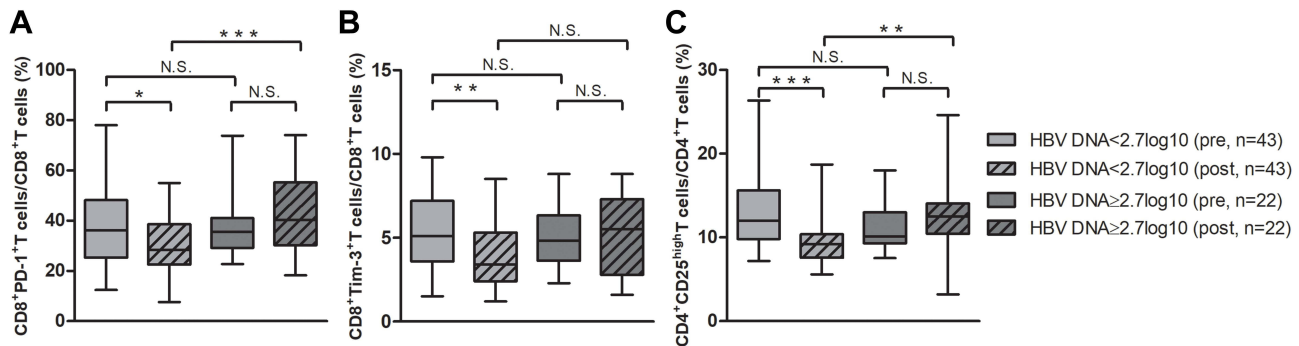 A
CD8⁺PD-1⁺T cells/CD8⁺T cells (%)
100
80
60
40
20
0
* * *
N.S.
*
N.S.
B
CD8⁺Tim-3⁺T cells/CD8⁺T cells (%)
15
10
5
0
N.S.
N.S.
* *
N.S.
C
CD4⁺CD25ʰⁱᵍʰT cells/CD4⁺T cells (%)
30
20
10
0
* *
N.S.
* * *
N.S.
HBV DNA<2.7log10 (pre, n=43)
HBV DNA<2.7log10 (post, n=43)
HBV DNA≥2.7log10 (pre, n=22)
HBV DNA≥2.7log10 (post, n=22)